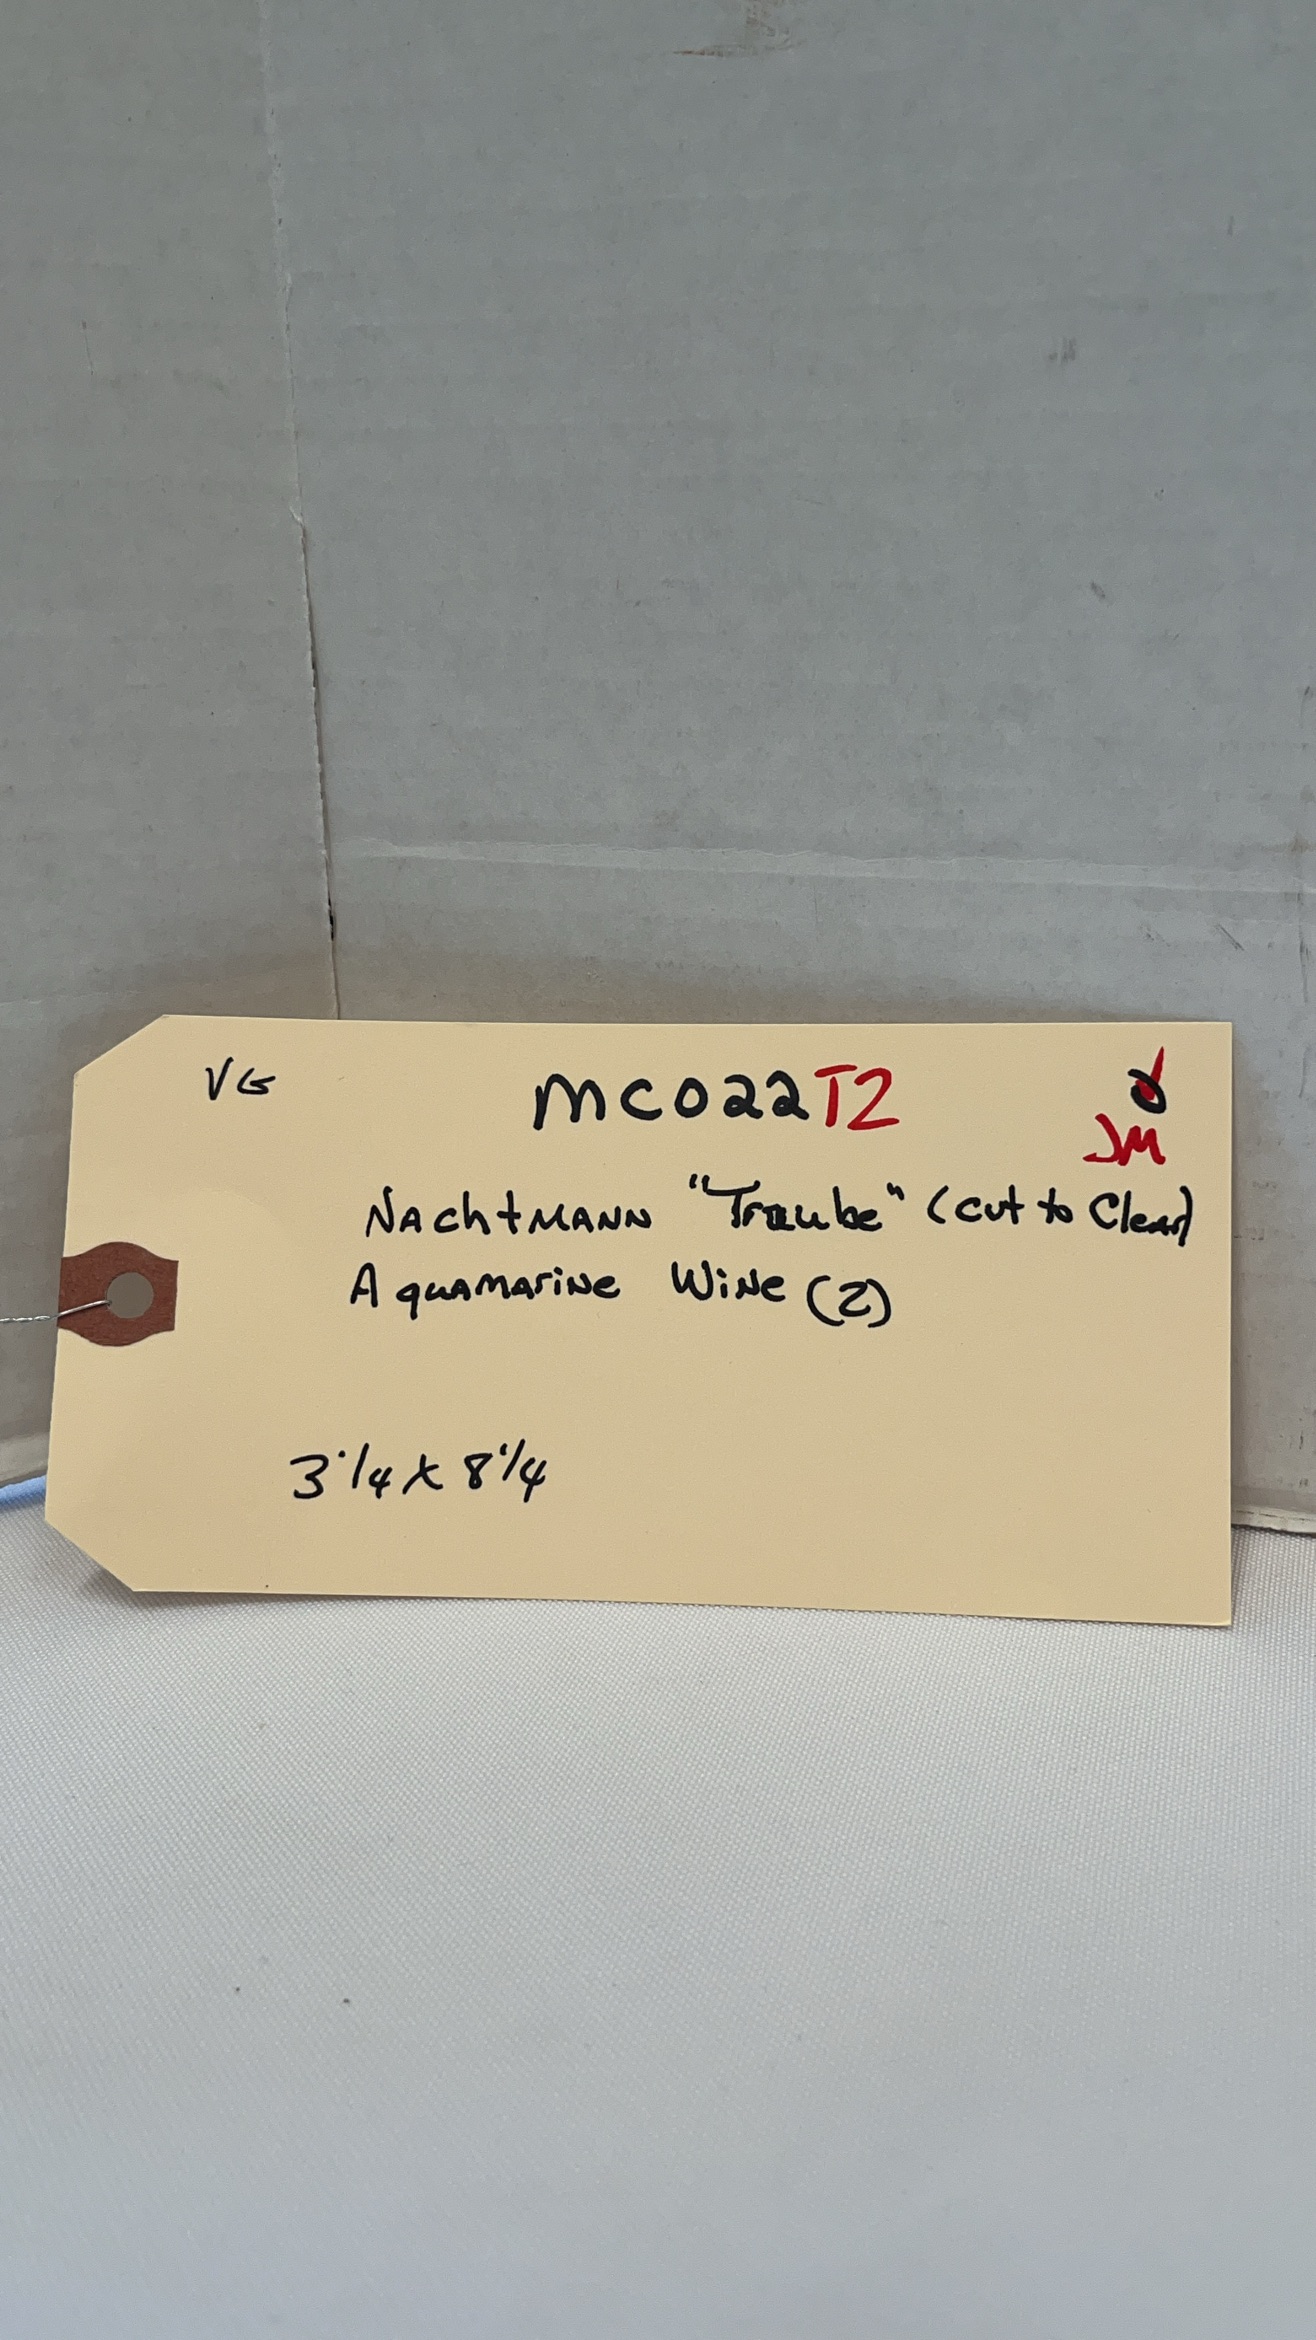 VG MC022T2
JM
Nachtmann "Traube" (cut to Clear)
Aquamarine Wine (2)
3 1/4 x 8 1/4